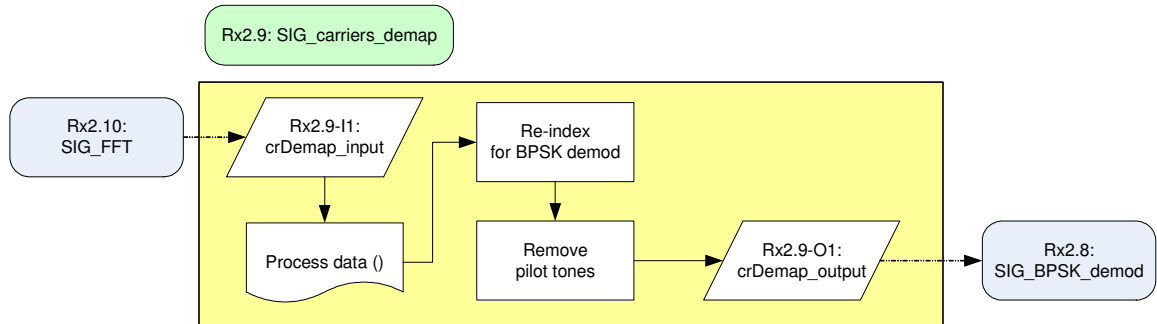 Rx2.9: SIG_carriers_demap
Rx2.10:
SIG_FFT
Rx2.9-I1:
crDemap_input
Re-index
for BPSK demod
Process data ()
Remove
pilot tones
Rx2.9-O1:
crDemap_output
Rx2.8:
SIG_BPSK_demod